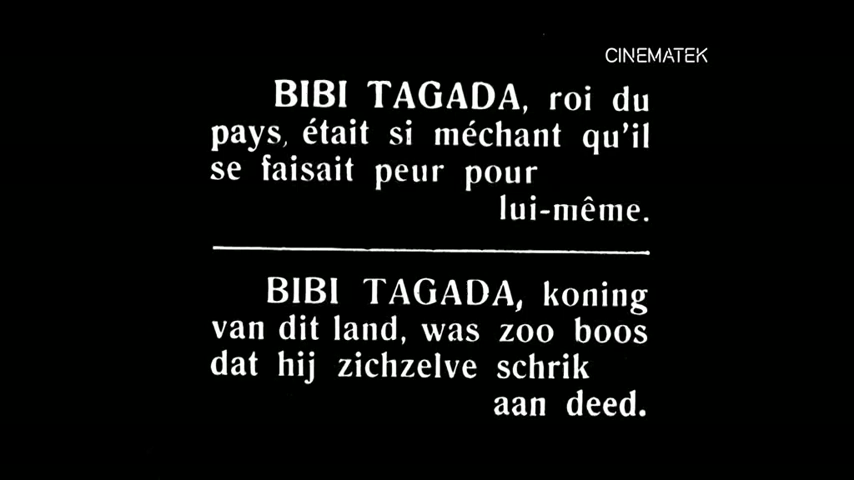 CINEMATEK
BIBI TAGADA, roi du
pays, était si méchant qu'il
se faisait peur pour
lui-même.
BIBI TAGADA, koning
van dit land, was zoo boos
dat hij zichzelve schrik
aan deed.